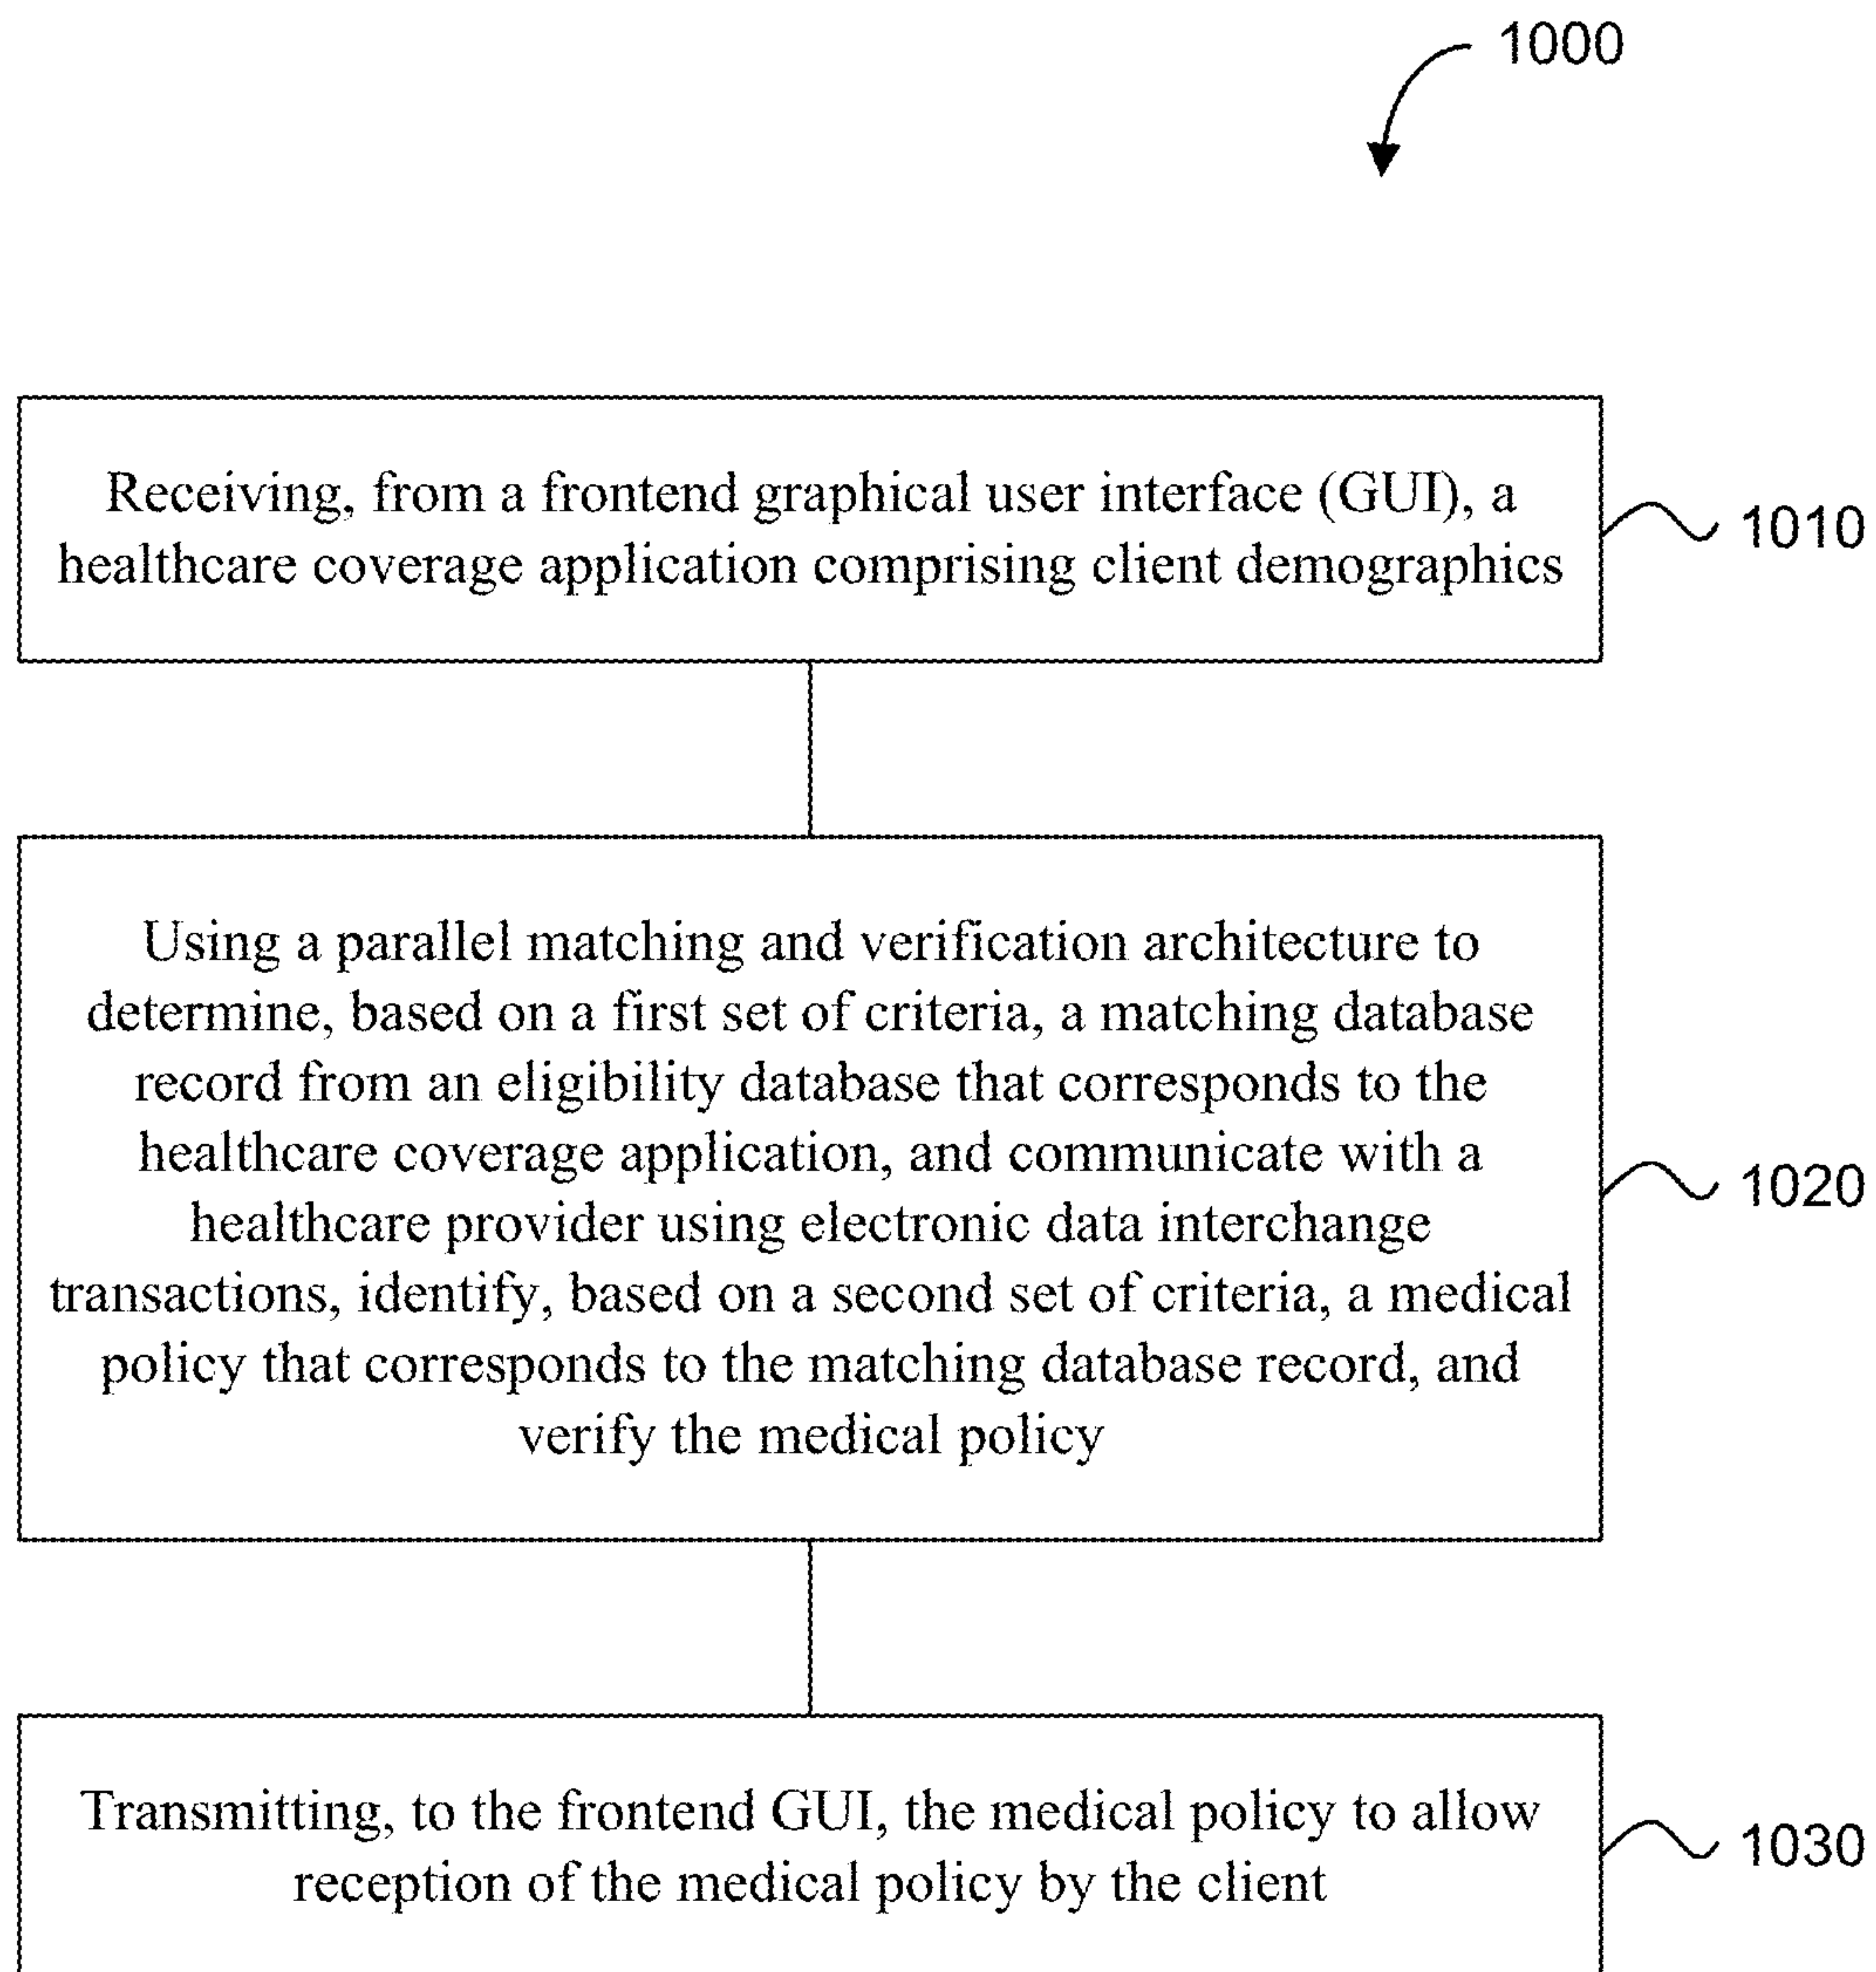 1000
Receiving, from a frontend graphical user interface (GUI), a
healthcare coverage application comprising client demographics
1010
Using a parallel matching and verification architecture to
determine, based on a first set of criteria, a matching database
record from an eligibility database that corresponds to the
healthcare coverage application, and communicate with a
healthcare provider using electronic data interchange
transactions, identify, based on a second set of criteria, a medical
policy that corresponds to the matching database record, and
verify the medical policy
1020
Transmitting, to the frontend GUI, the medical policy to allow
reception of the medical policy by the client
1030